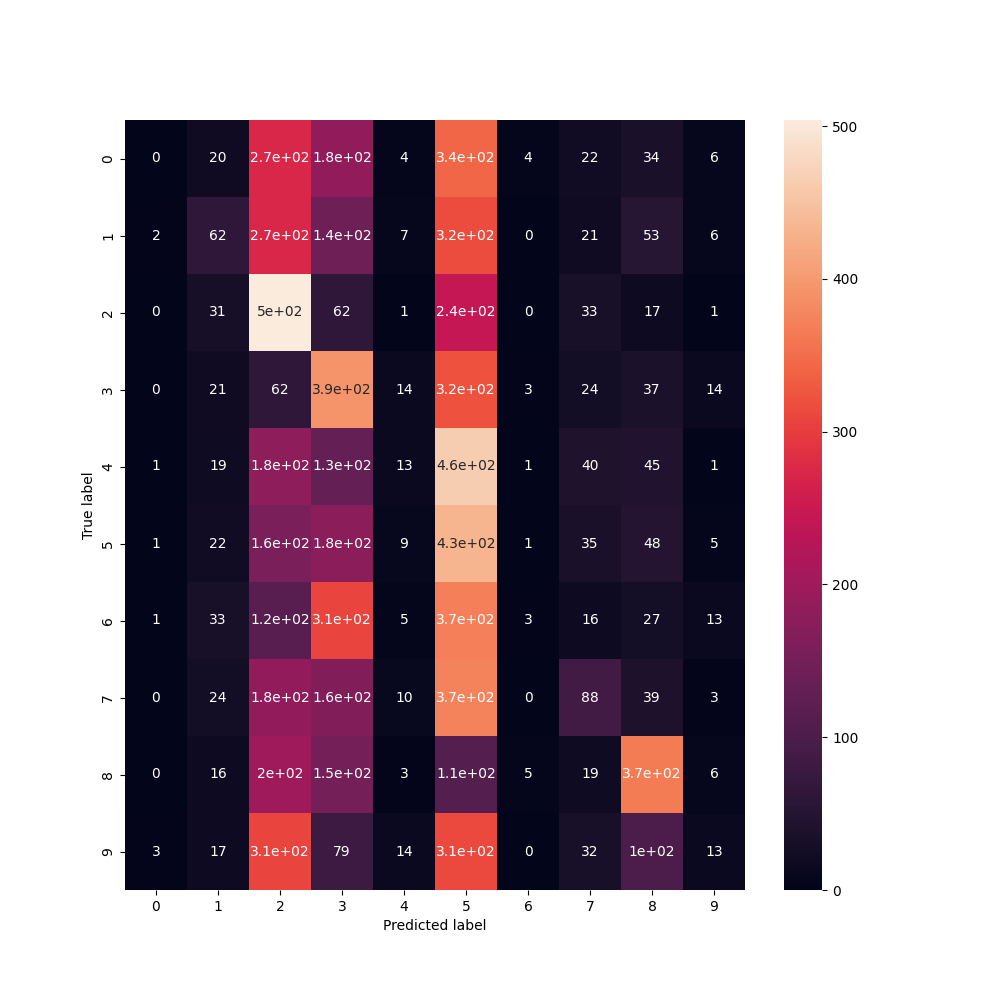 0 0 20 2.7e+02 1.8e+02 4 3.4e+02 4 22 34 6
1 2 62 2.7e+02 1.4e+02 7 3.2e+02 0 21 53 6
2 0 31 5e+02 62 1 2.4e+02 0 33 17 1
3 0 21 62 3.9e+02 14 3.2e+02 3 24 37 14
4 1 19 1.8e+02 1.3e+02 13 4.6e+02 1 40 45 1
5 1 22 1.6e+02 1.8e+02 9 4.3e+02 1 35 48 5
6 1 33 1.2e+02 3.1e+02 5 3.7e+02 3 16 27 13
7 0 24 1.8e+02 1.6e+02 10 3.7e+02 0 88 39 3
8 0 16 2e+02 1.5e+02 3 1.1e+02 5 19 3.7e+02 6
9 3 17 3.1e+02 79 14 3.1e+02 0 32 1e+02 13
0 1 2 3 4 5 6 7 8 9
Predicted label
True label
500
400
300
200
100
0